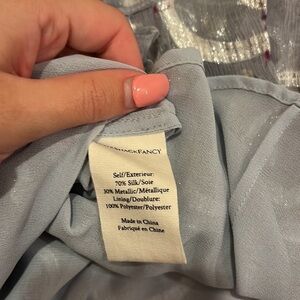 Self/Exterieur:
70% Silk/Soie
30% Metallic/Métallique
Lining/Doublure:
100% Polyester/Polyester
Made in China
Fabriqué en Chine